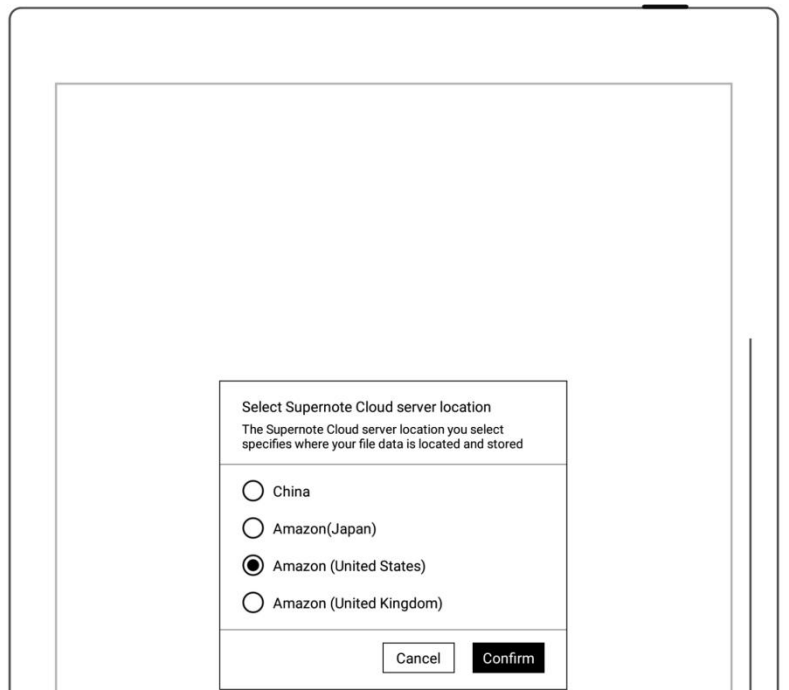 Select Supernote Cloud server location
The Supernote Cloud server location you select
specifies where your file data is located and stored
China
Amazon(Japan)
Amazon (United States)
Amazon (United Kingdom)
Cancel Confirm